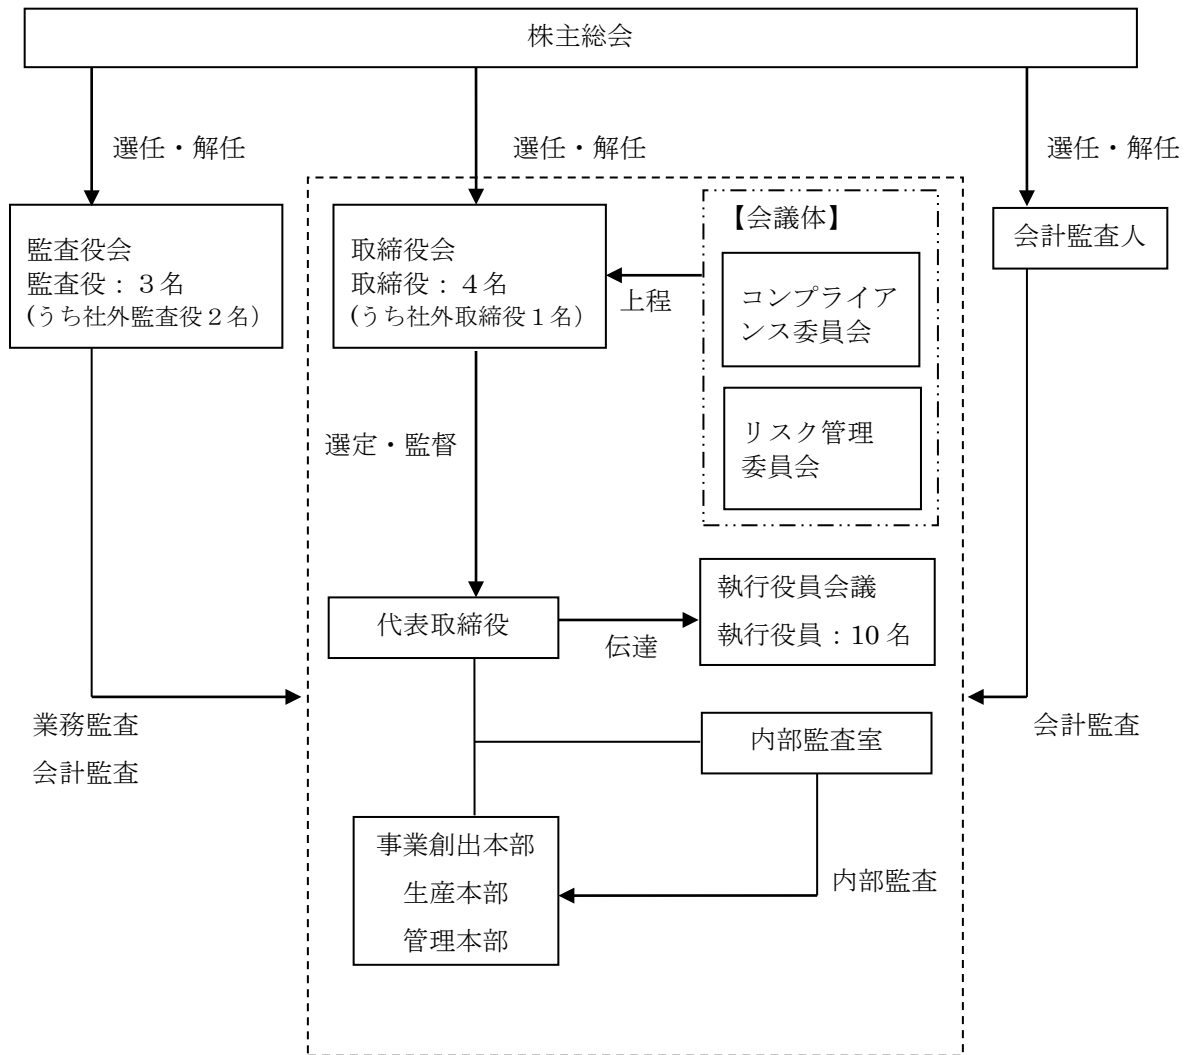 株主総会
選任・解任
選任・解任
選任・解任
監査役会
監査役：３名
(うち社外監査役２名)
取締役会
取締役：４名
(うち社外取締役１名)
上程
【会議体】
コンプライア
ンス委員会
リスク管理
委員会
会計監査人
選定・監督
代表取締役
伝達
執行役員会議
執行役員：10 名
業務監査
会計監査
内部監査室
会計監査
事業創出本部
生産本部
管理本部
内部監査